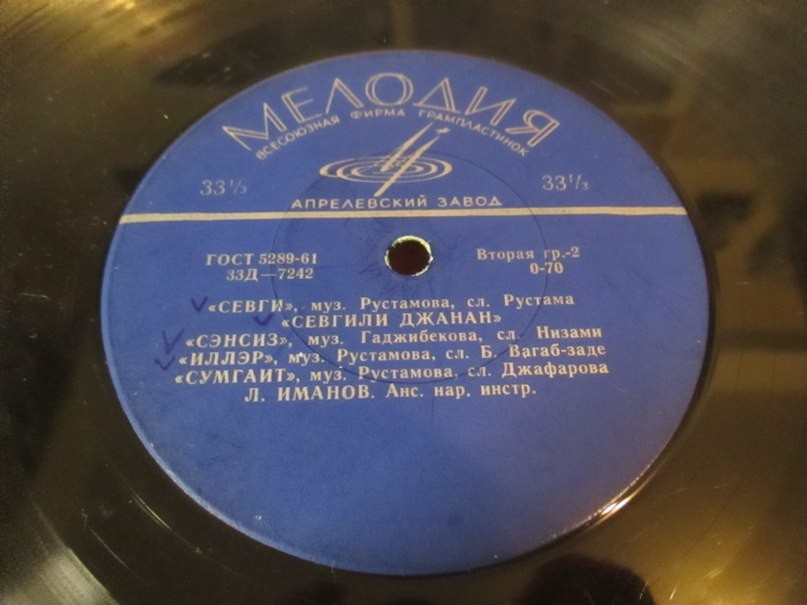 МЕЛОДИЯ
ВСЕСОЮЗНАЯ ФИРМА ГРАМПЛАСТИНОК
33⅓ 33⅓
АПРЕЛЕВСКИЙ ЗАВОД
ГОСТ 5289-61 Вторая гр.-2
33Д—7242 0-70
«СЕВГИ», муз. Рустамова, сл. Рустама
«СЕВГИЛИ ДЖАНАН»
«СЭНСИЗ», муз. Гаджибекова, сл. Низами
«ИЛЛЭР», муз. Рустамова, сл. Б. Вагаб-заде
«СУМГАИТ», муз. Рустамова, сл. Джафарова
Л. ИМАНОВ. Анс. нар. инстр.